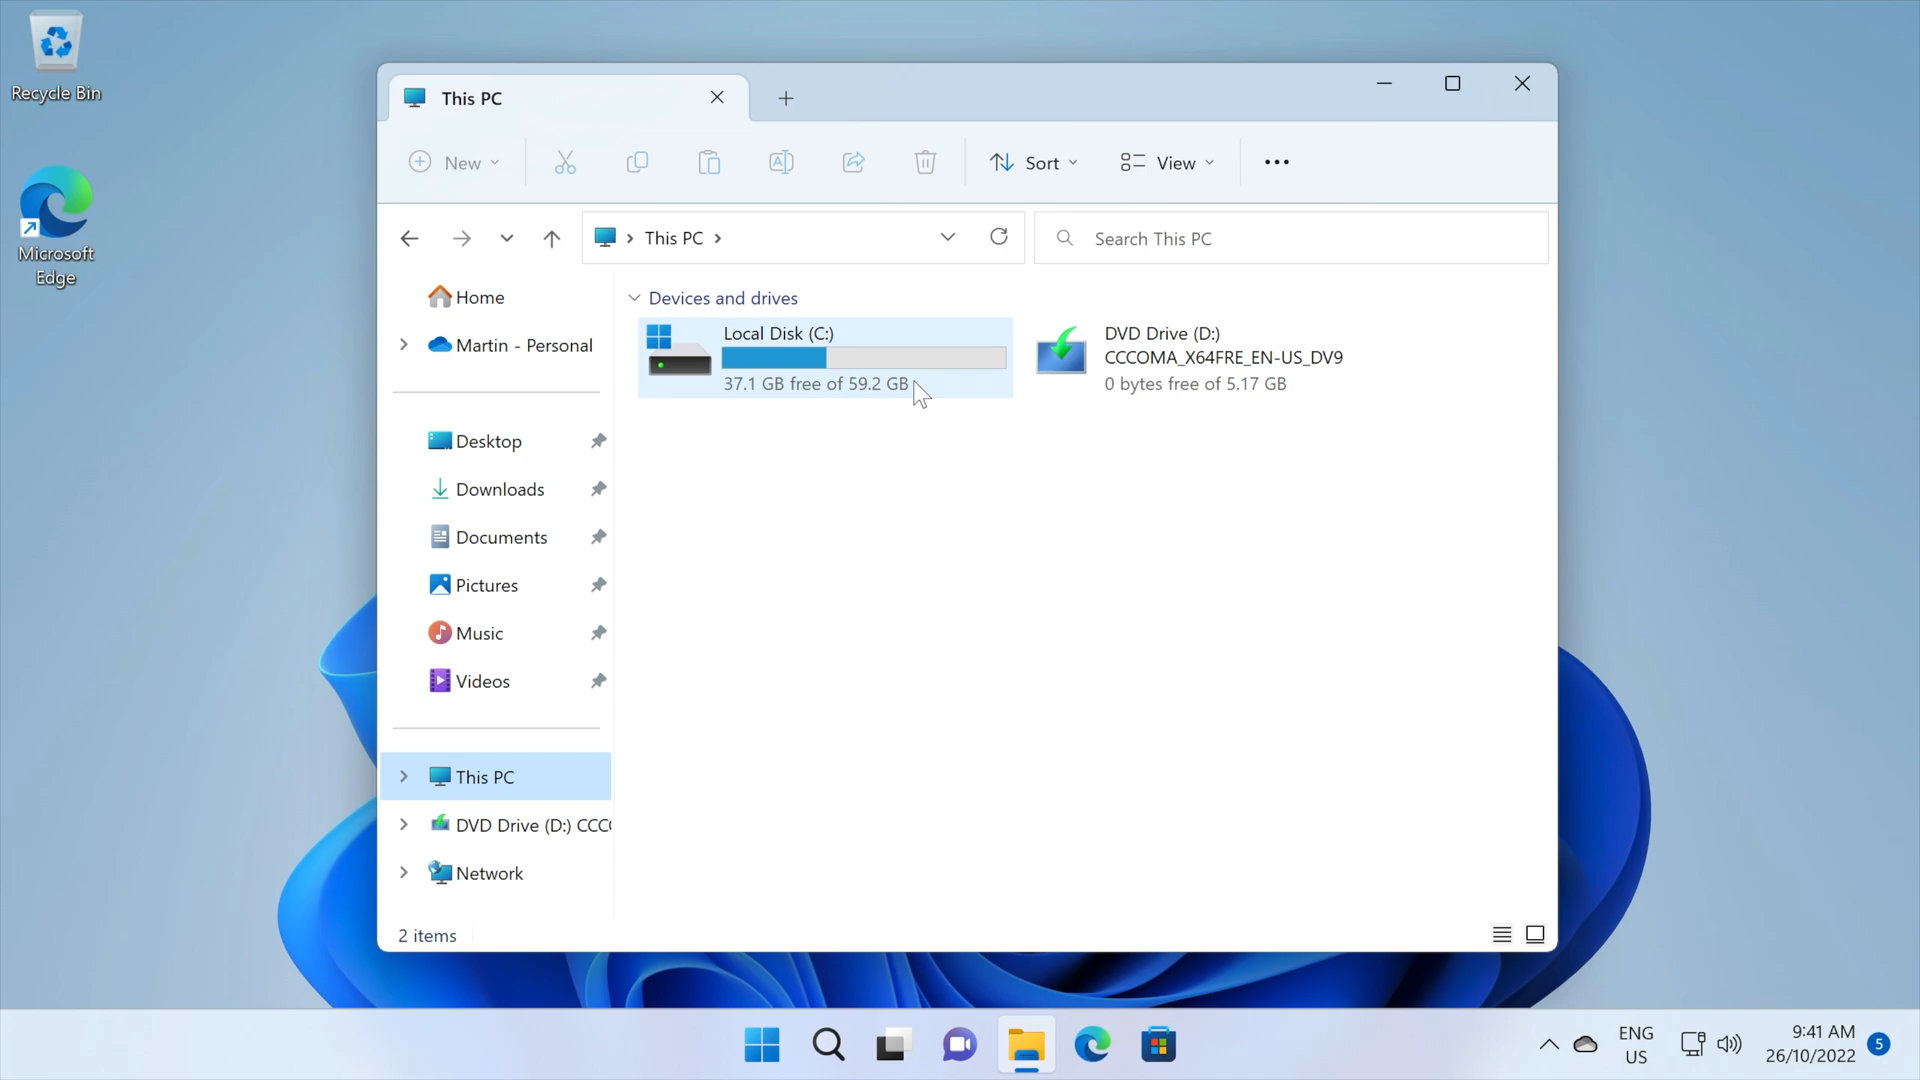 Recycle Bin
Microsoft
Edge
This PC
New
Sort
View
This PC
Search This PC
Home
Martin - Personal
Desktop
Downloads
Documents
Pictures
Music
Videos
This PC
DVD Drive (D:) CCC
Network
Devices and drives
Local Disk (C:)
37.1 GB free of 59.2 GB
DVD Drive (D:)
CCCOMA_X64FRE_EN-US_DV9
0 bytes free of 5.17 GB
2 items
ENG
US
9:41 AM
26/10/2022
5